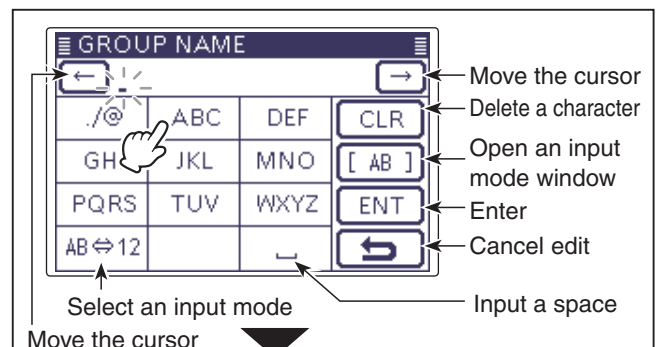 GROUP NAME
← →
./@ ABC DEF CLR
GH JKL MNO [ AB ]
PQRS TUV WXYZ ENT
AB⇔12 ⎵ ⮌
Move the cursor
Delete a character
Open an input
mode window
Enter
Cancel edit
Input a space
Select an input mode
Move the cursor